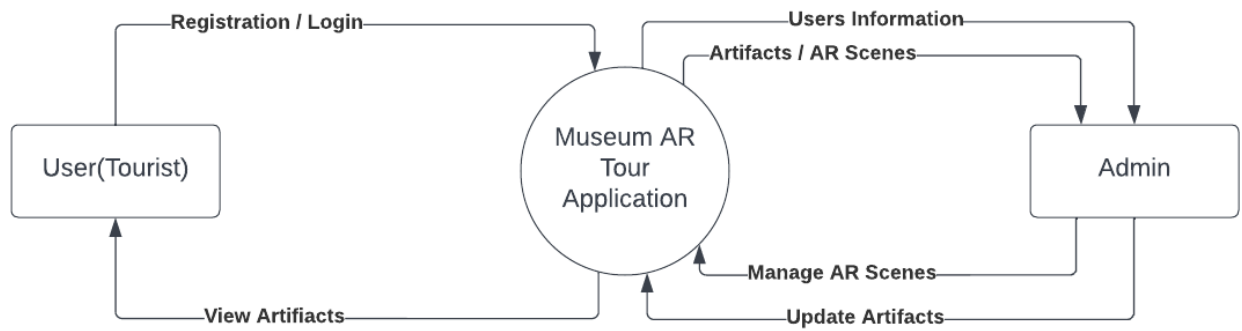 Registration / Login
Users Information
Artifacts / AR Scenes
User(Tourist)
Museum AR
Tour
Application
Admin
Manage AR Scenes
View Artifiacts
Update Artifacts